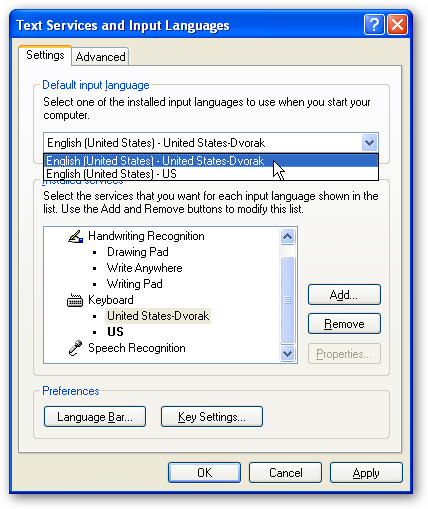 Text Services and Input Languages
Settings
Advanced
Default input language
Select one of the installed input languages to use when you start your
computer.
English (United States) - United States-Dvorak
English (United States) - United States-Dvorak
English (United States) - US
Installed services
Select the services that you want for each input language shown in the
list. Use the Add and Remove buttons to modify this list.
Handwriting Recognition
• Drawing Pad
• Write Anywhere
• Writing Pad
Keyboard
• United States-Dvorak
• US
Speech Recognition
Add...
Remove
Properties...
Preferences
Language Bar...
Key Settings...
OK
Cancel
Apply